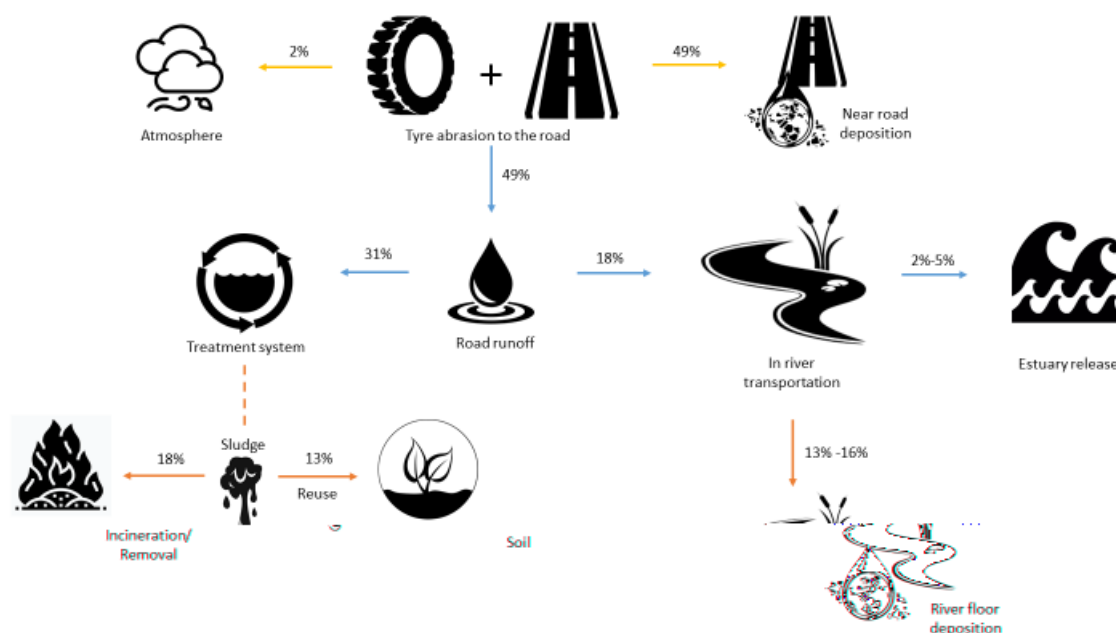 2%
49%
Atmosphere
Tyre abrasion to the road
Near road
deposition
49%
31%
18%
2%-5%
Treatment system
Road runoff
In river
transportation
Estuary release
Sludge
18%
13%
Reuse
13% -16%
Incineration/
Removal
Soil
River floor
deposition